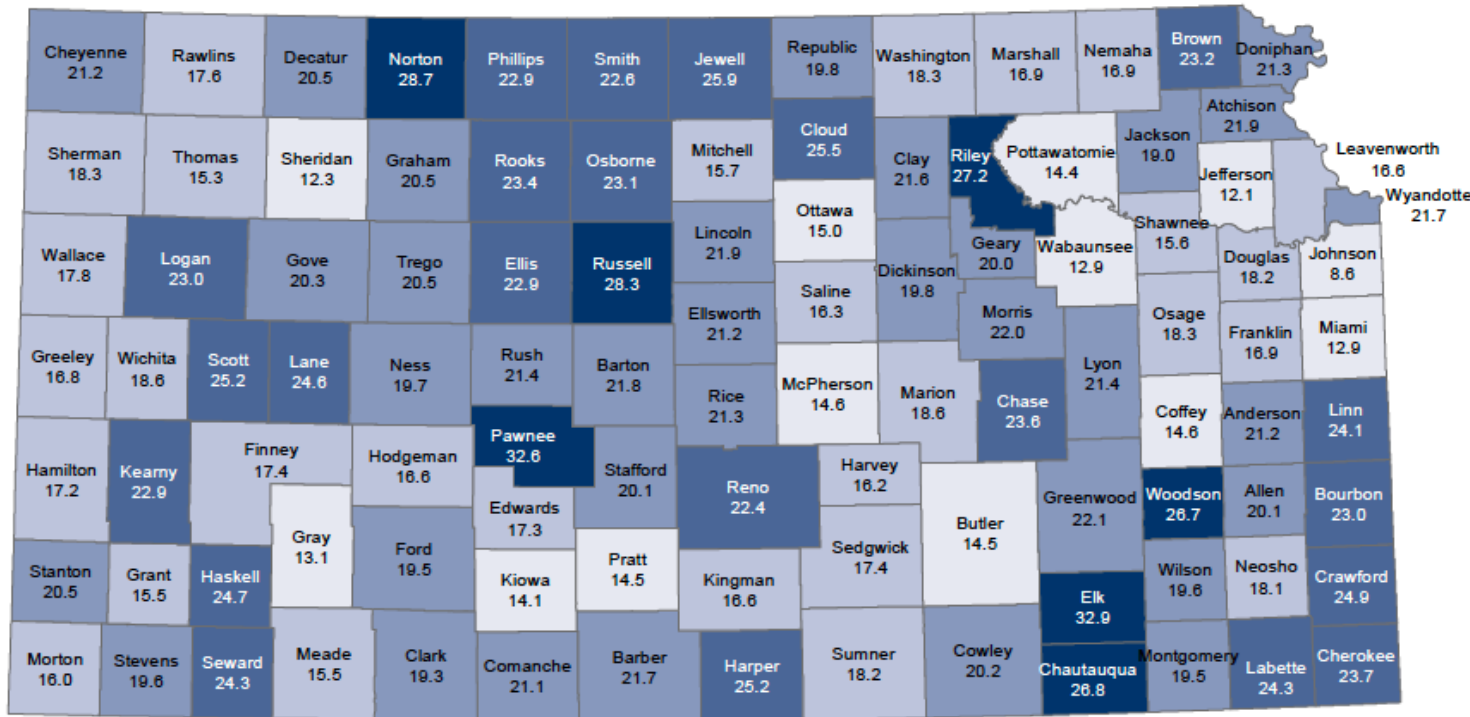 Cheyenne
21.2
Rawlins
17.6
Decatur
20.5
Norton
28.7
Phillips
22.9
Smith
22.6
Jewell
25.9
Republic
19.8
Washington
18.3
Marshall
16.9
Nemaha
16.9
Brown
23.2
Doniphan
21.3
Sherman
18.3
Thomas
15.3
Sheridan
12.3
Graham
20.5
Rooks
23.4
Osborne
23.1
Mitchell
15.7
Cloud
25.5
Clay
21.6
Riley
27.2
Pottawatomie
14.4
Jackson
19.0
Atchison
21.9
Jefferson
12.1
Leavenworth
16.6
Wyandotte
21.7
Wallace
17.8
Logan
23.0
Gove
20.3
Trego
20.5
Ellis
22.9
Russell
28.3
Lincoln
21.9
Ottawa
15.0
Saline
16.3
Dickinson
19.8
Geary
20.0
Wabaunsee
12.9
Shawnee
15.6
Douglas
18.2
Johnson
8.6
Ellsworth
21.2
Morris
22.0
Osage
18.3
Franklin
16.9
Miami
12.9
Greeley
16.8
Wichita
18.6
Scott
25.2
Lane
24.6
Ness
19.7
Rush
21.4
Barton
21.8
Rice
21.3
McPherson
14.6
Marion
18.6
Chase
23.6
Lyon
21.4
Coffey
14.6
Anderson
21.2
Linn
24.1
Hamilton
17.2
Kearny
22.9
Finney
17.4
Hodgeman
16.6
Pawnee
32.6
Stafford
20.1
Edwards
17.3
Reno
22.4
Harvey
16.2
Butler
14.5
Greenwood
22.1
Woodson
26.7
Allen
20.1
Bourbon
23.0
Gray
13.1
Ford
19.5
Sedgwick
17.4
Stanton
20.5
Grant
15.5
Haskell
24.7
Kiowa
14.1
Pratt
14.5
Kingman
16.6
Elk
32.9
Wilson
19.6
Neosho
18.1
Crawford
24.9
Morton
16.0
Stevens
19.6
Seward
24.3
Meade
15.5
Clark
19.3
Comanche
21.1
Barber
21.7
Harper
25.2
Sumner
18.2
Cowley
20.2
Chautauqua
26.8
Montgomery
19.5
Labette
24.3
Cherokee
23.7